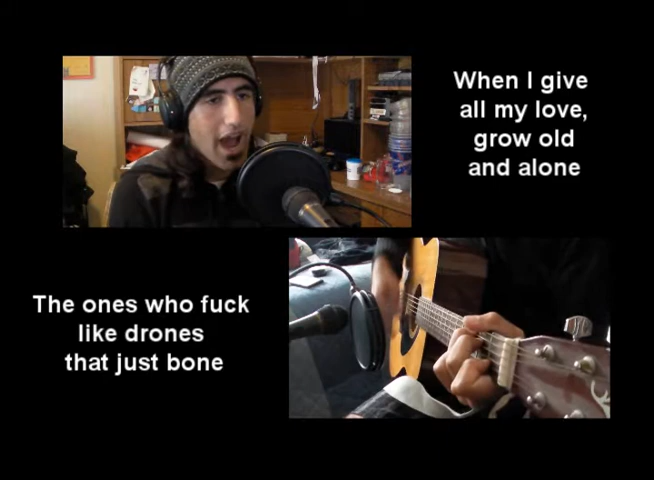 When I give
all my love,
grow old
and alone
The ones who fuck
like drones
that just bone